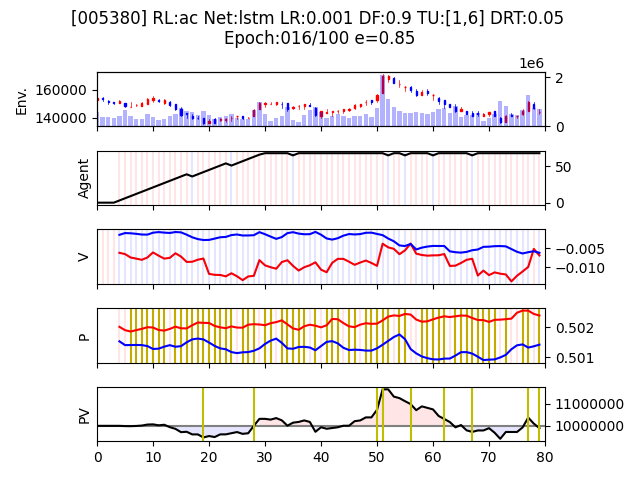 [005380] RL:ac Net:lstm LR:0.001 DF:0.9 TU:[1,6] DRT:0.05
Epoch:016/100 e=0.85
1e6
Env.
160000
140000
2
0
Agent
50
0
V
−0.005
−0.010
P
0.502
0.501
PV
11000000
10000000
0 10 20 30 40 50 60 70 80